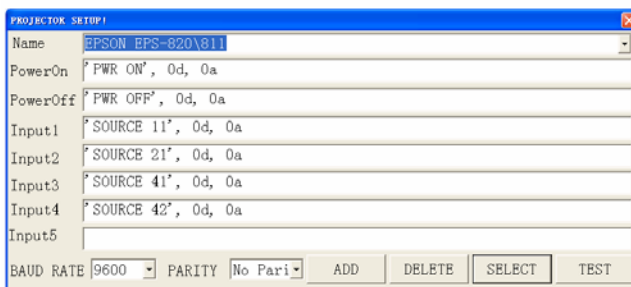 PROJECTOR SETUP!
Name EPSON EPS-820\811
PowerOn 'PWR ON', 0d, 0a
PowerOff 'PWR OFF', 0d, 0a
Input1 'SOURCE 11', 0d, 0a
Input2 'SOURCE 21', 0d, 0a
Input3 'SOURCE 41', 0d, 0a
Input4 'SOURCE 42', 0d, 0a
Input5
BAUD RATE 9600 PARITY No Pari ADD DELETE SELECT TEST